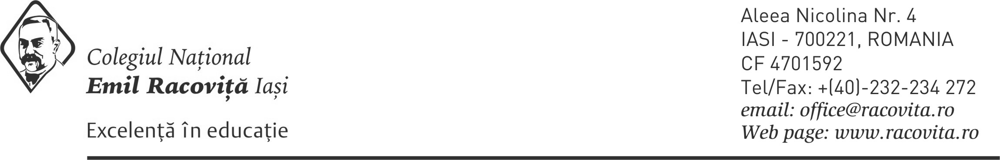 Colegiul Național
Emil Racoviță Iași
Excelență în educație
Aleea Nicolina Nr. 4
IASI - 700221, ROMANIA
CF 4701592
Tel/Fax: +(40)-232-234 272
email: office@racovita.ro
Web page: www.racovita.ro